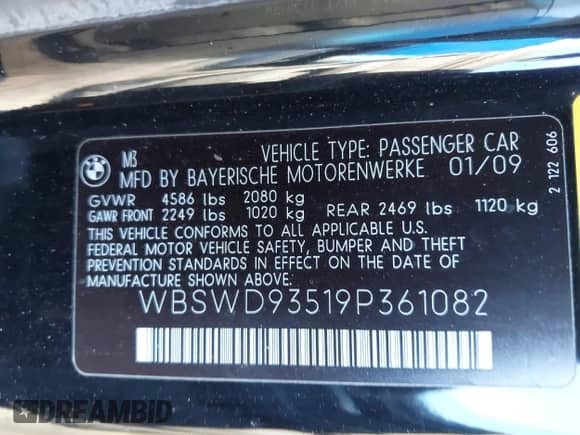 BMW
M3 VEHICLE TYPE: PASSENGER CAR
MFD BY BAYERISCHE MOTORENWERKE 01/09
GVWR 4586 lbs 2080 kg
GAWR FRONT 2249 lbs 1020 kg REAR 2469 lbs 1120 kg
THIS VEHICLE CONFORMS TO ALL APPLICABLE U.S.
FEDERAL MOTOR VEHICLE SAFETY, BUMPER AND THEFT
PREVENTION STANDARDS IN EFFECT ON THE DATE OF
MANUFACTURE SHOWN ABOVE.
WBSWD93519P361082
2 122 606
DREAMBID